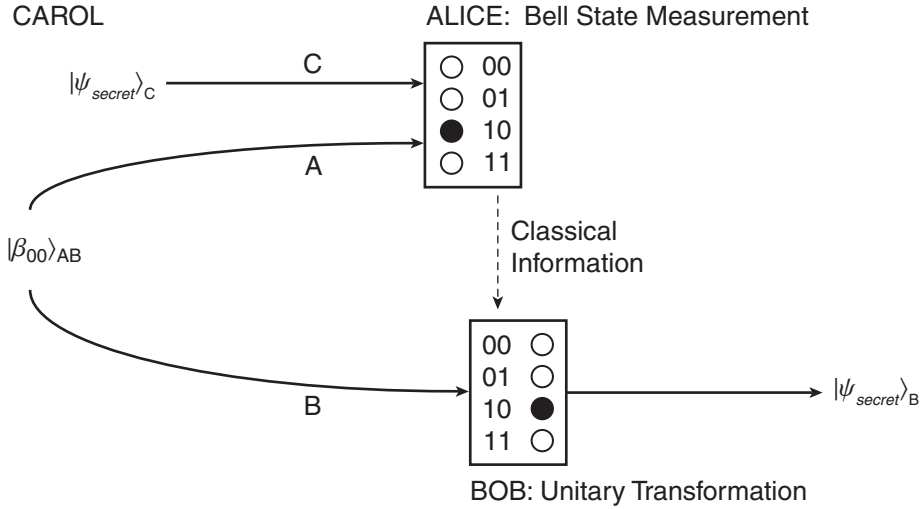 CAROL
ALICE: Bell State Measurement
|ψsecret⟩C
C
00
01
10
11
A
|β00⟩AB
Classical
Information
B
00
01
10
11
|ψsecret⟩B
BOB: Unitary Transformation